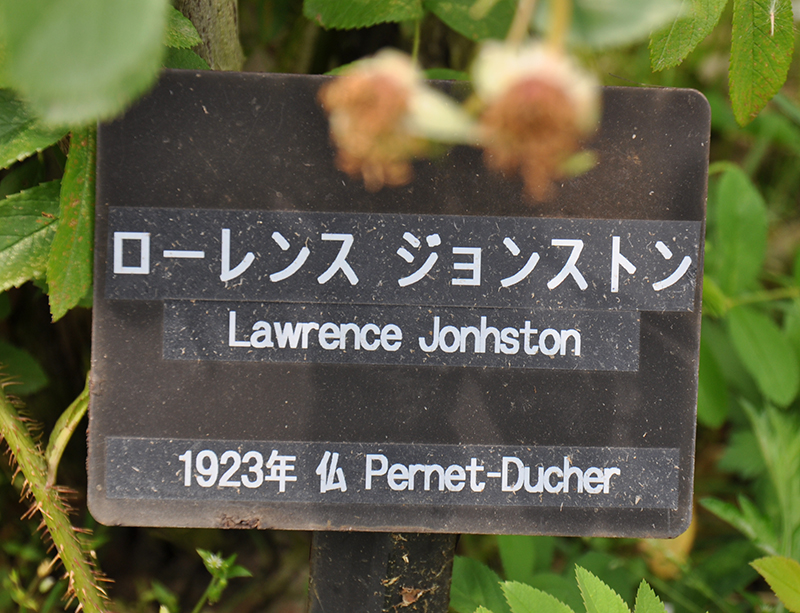 ローレンス ジョンストン
Lawrence Jonhston
1923年 仏 Pernet-Ducher